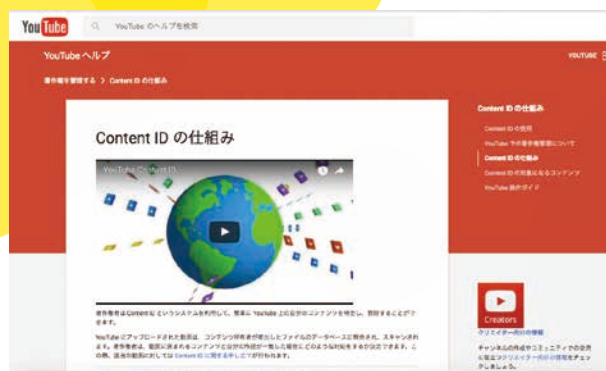 YouTube
YouTube のヘルプを検索
YouTube ヘルプ
YOUTUBE
著作権を管理する > Content ID の仕組み
Content ID の仕組み
YouTube Content ID
Content ID の仕組み
Content ID の使用
YouTube での著作権管理について
Content ID の仕組み
Content ID の対象になるコンテンツ
YouTube 操作ガイド
著作権者は Content ID というシステムを利用して、簡単に YouTube 上の自分のコンテンツを特定し、管理することがで
きます。
YouTube にアップロードされた動画は、コンテンツ所有者が提出したファイルのデータベースに照合され、スキャンされ
ます。著作権者は、動画に含まれるコンテンツと自分の作品が一致した場合にどのような対応をするか決定できます。こ
の際、該当の動画に対しては Content ID に関する申し立てが行われます。
Creators
クリエイター向けの情報
チャンネルの作成やコミュニティでの交流
に役立つクリエイター向けの情報をチェッ
クしましょう。